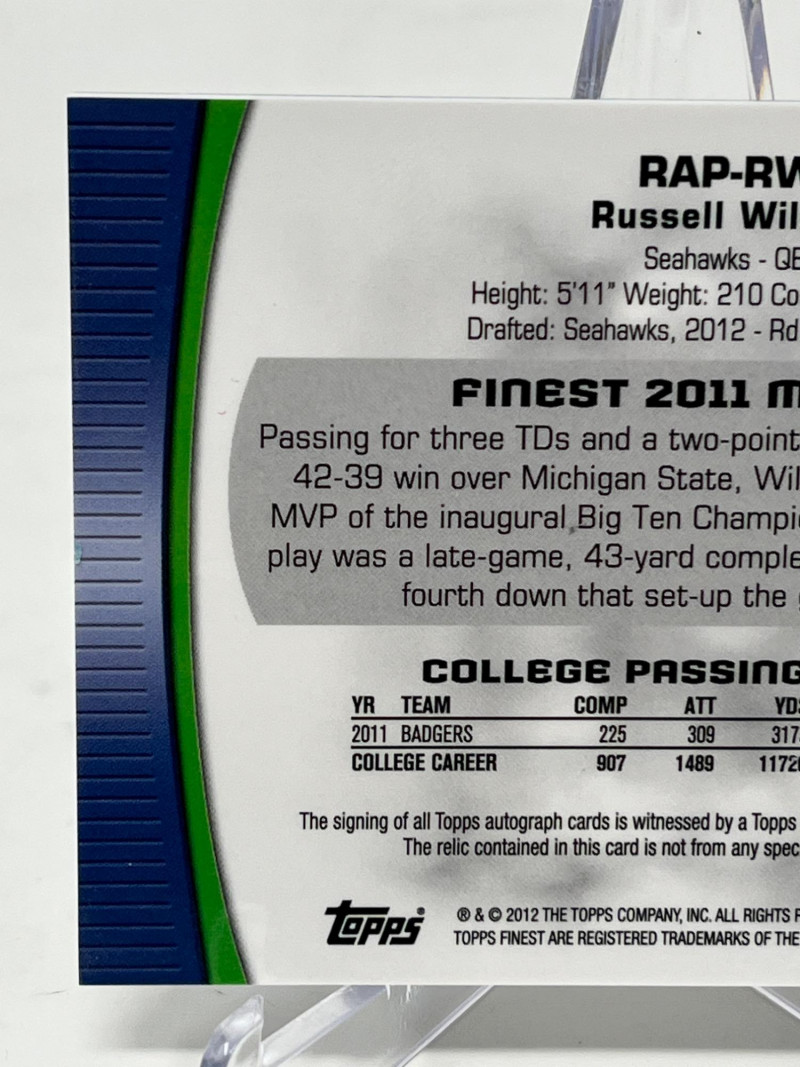 RAP-RW
Russell Wil
Seahawks - QB
Height: 5'11" Weight: 210 Co
Drafted: Seahawks, 2012 - Rd
FINEST 2011 M
Passing for three TDs and a two-point
42-39 win over Michigan State, Wil
MVP of the inaugural Big Ten Champi
play was a late-game, 43-yard comple
fourth down that set-up the
COLLEGE PASSING
YR TEAM COMP ATT YDS
2011 BADGERS 225 309 317
COLLEGE CAREER 907 1489 1172
The signing of all Topps autograph cards is witnessed by a Topps
The relic contained in this card is not from any spec
Topps® ® & © 2012 THE TOPPS COMPANY, INC. ALL RIGHTS R
TOPPS FINEST ARE REGISTERED TRADEMARKS OF THE